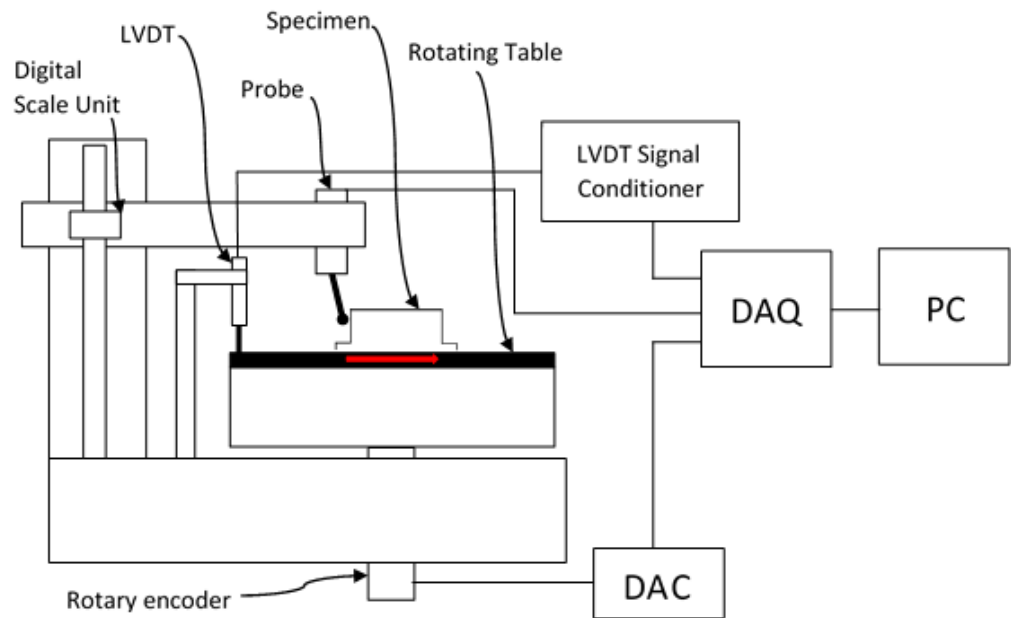 Specimen
LVDT
Rotating Table
Digital
Scale Unit
Probe
LVDT Signal
Conditioner
DAQ
PC
DAC
Rotary encoder